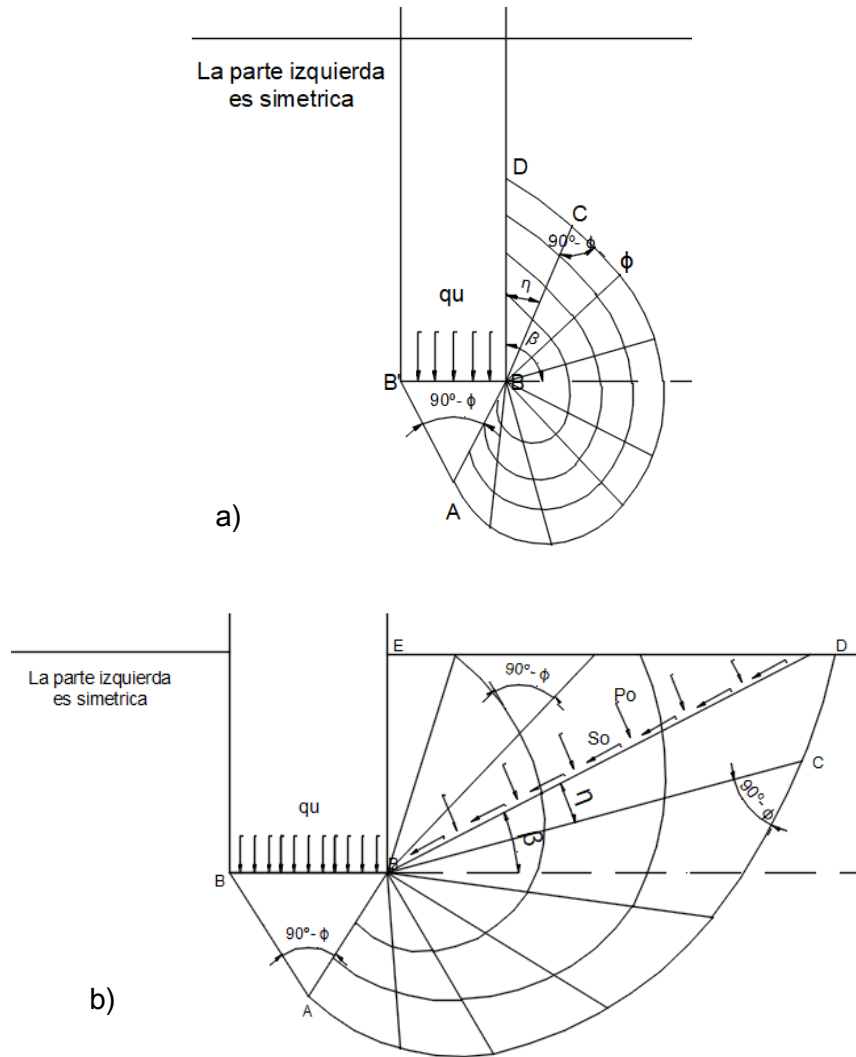 La parte izquierda
es simetrica
D
C
90º- ϕ
ϕ
η
qu
β
B'
B
90º- ϕ
A
a)
E
D
La parte izquierda
es simetrica
90º- ϕ
Po
So
C
qu
η
90º- ϕ
β
B
B
90º- ϕ
A
b)